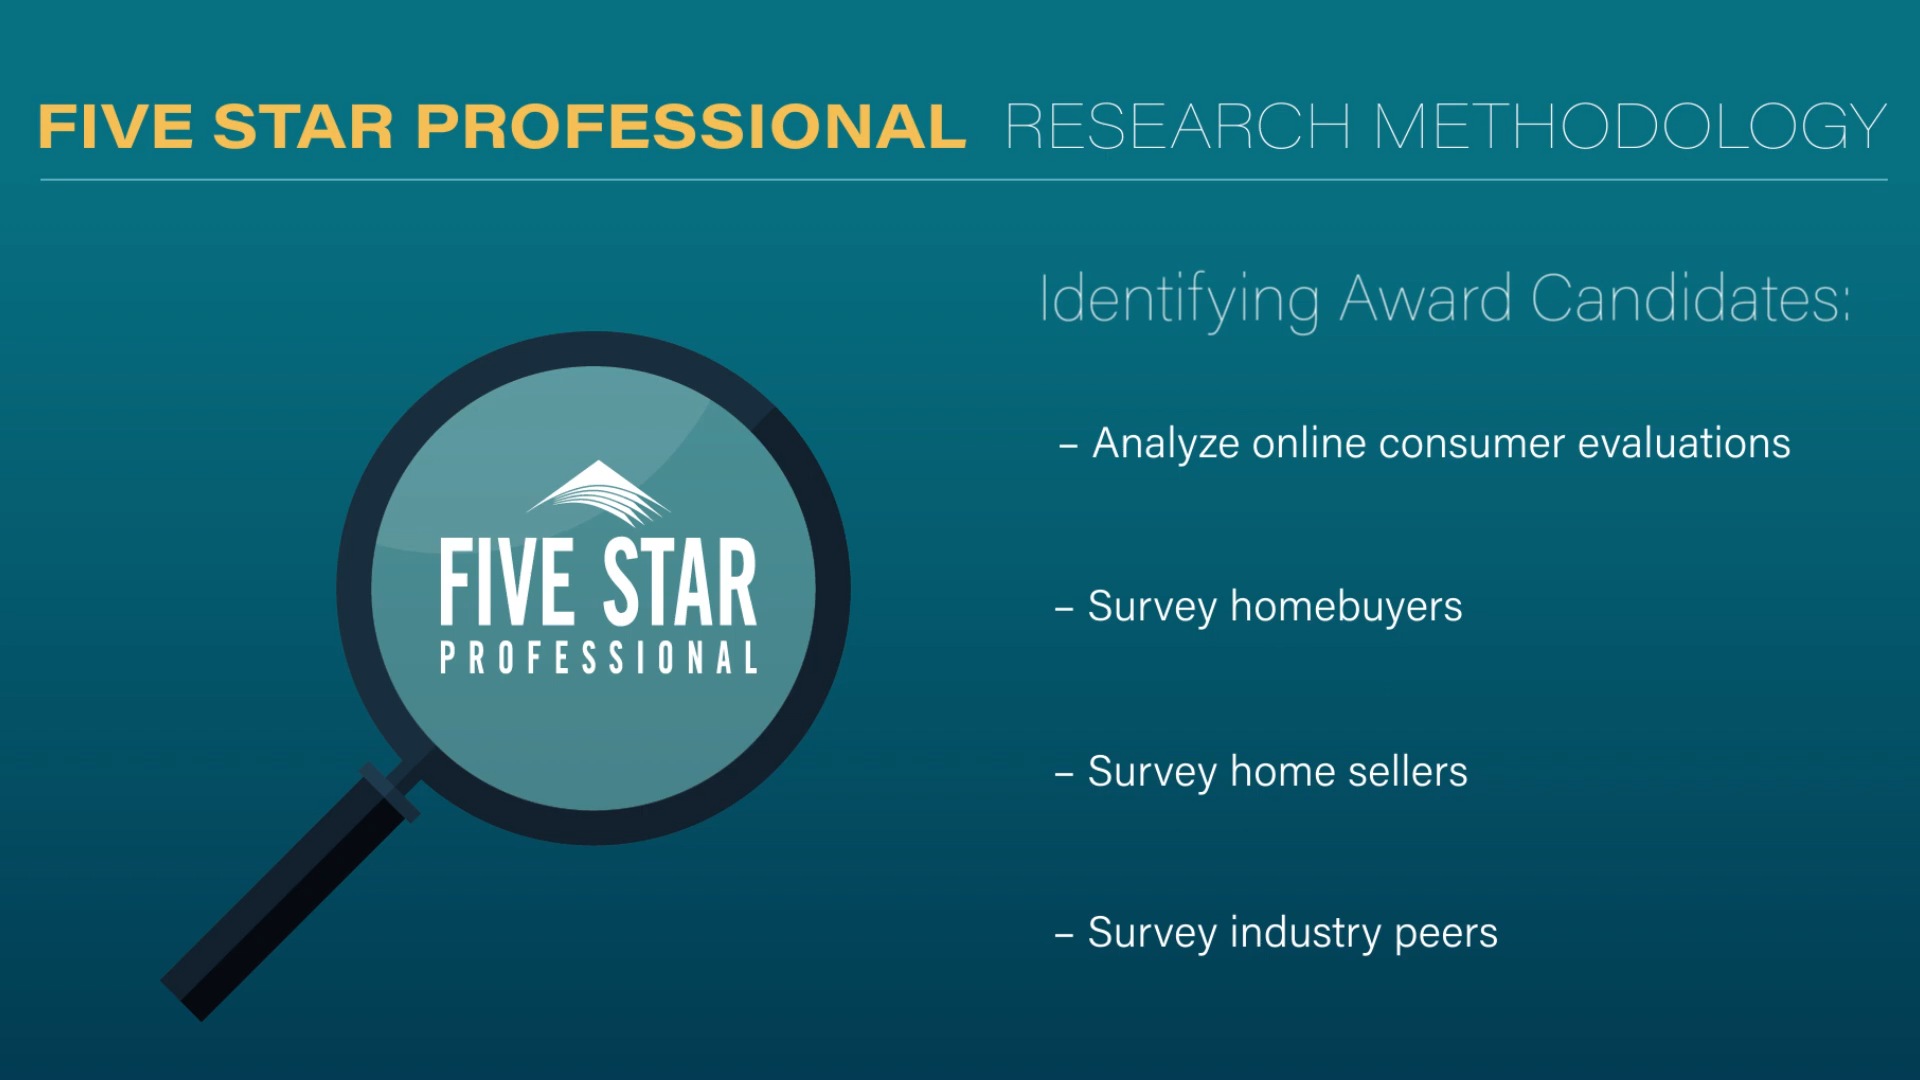 FIVE STAR PROFESSIONAL RESEARCH METHODOLOGY
FIVE STAR
PROFESSIONAL
Identifying Award Candidates:
– Analyze online consumer evaluations
– Survey homebuyers
– Survey home sellers
– Survey industry peers